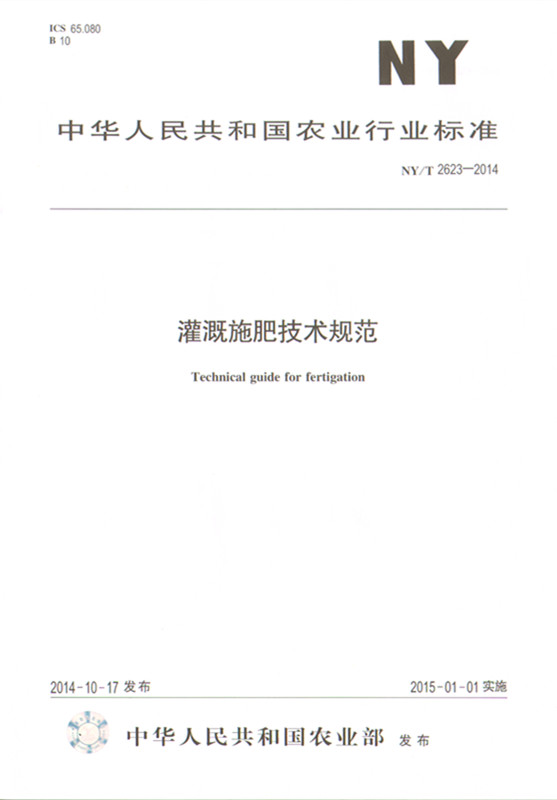 ICS 65.080
B 10
NY
中华人民共和国农业行业标准
NY/T 2623—2014
灌溉施肥技术规范
Technical guide for fertigation
2014-10-17 发布
2015-01-01 实施
中华人民共和国农业部 发布